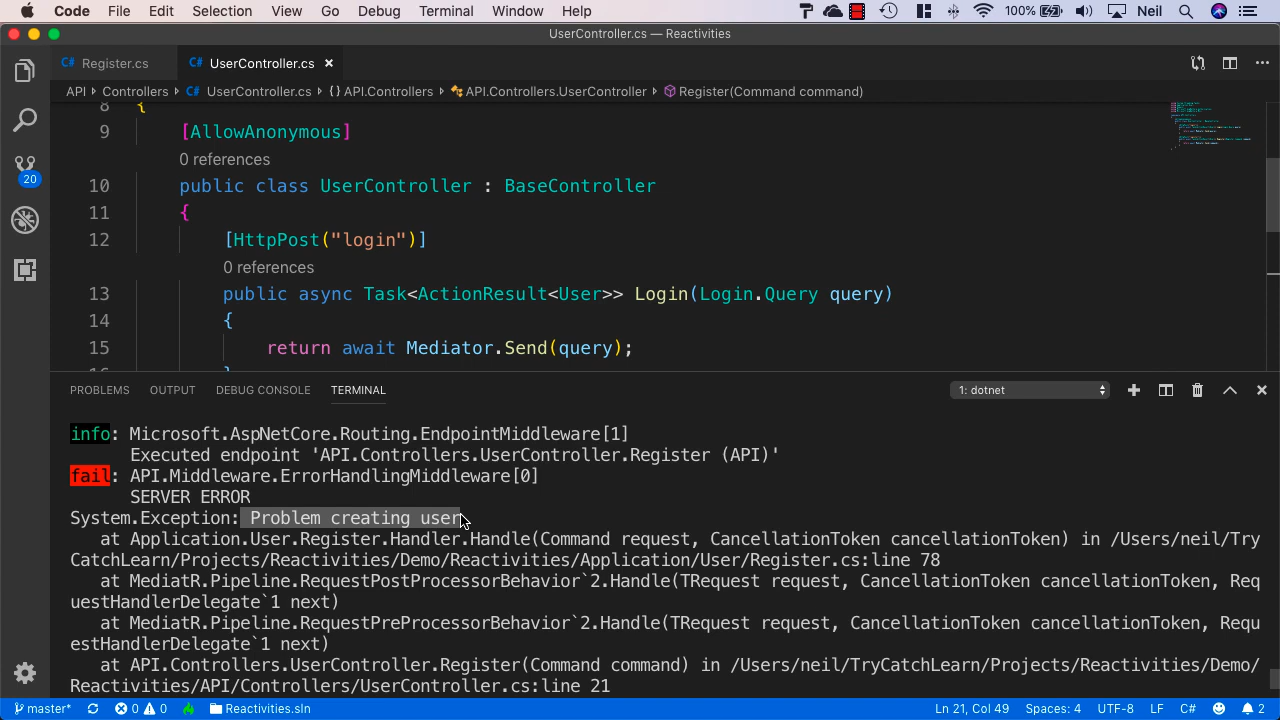 Code File Edit Selection View Go Debug Terminal Window Help 100% Neil
UserController.cs — Reactivities
C# Register.cs C# UserController.cs ×
API Controllers C# UserController.cs {} API.Controllers API.Controllers.UserController Register(Command command)
8 {
9 [AllowAnonymous]
0 references
10 public class UserController : BaseController
11 {
12 [HttpPost("login")]
0 references
13 public async Task<ActionResult<User>> Login(Login.Query query)
14 {
15 return await Mediator.Send(query);
16 }
20
PROBLEMS OUTPUT DEBUG CONSOLE TERMINAL 1: dotnet
info: Microsoft.AspNetCore.Routing.EndpointMiddleware[1]
Executed endpoint 'API.Controllers.UserController.Register (API)'
fail: API.Middleware.ErrorHandlingMiddleware[0]
SERVER ERROR
System.Exception: Problem creating user
at Application.User.Register.Handler.Handle(Command request, CancellationToken cancellationToken) in /Users/neil/Try
CatchLearn/Projects/Reactivities/Demo/Reactivities/Application/User/Register.cs:line 78
at MediatR.Pipeline.RequestPostProcessorBehavior`2.Handle(TRequest request, CancellationToken cancellationToken, Req
uestHandlerDelegate`1 next)
at MediatR.Pipeline.RequestPreProcessorBehavior`2.Handle(TRequest request, CancellationToken cancellationToken, Requ
estHandlerDelegate`1 next)
at API.Controllers.UserController.Register(Command command) in /Users/neil/TryCatchLearn/Projects/Reactivities/Demo/
Reactivities/API/Controllers/UserController.cs:line 21
master* 0 0 Reactivities.sln Ln 21, Col 49 Spaces: 4 UTF-8 LF C# 2